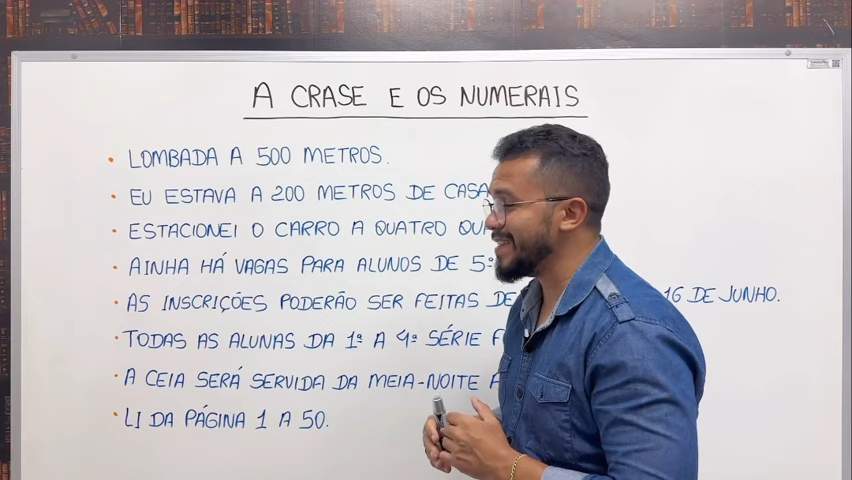 A CRASE E OS NUMERAIS
• LOMBADA A 500 METROS.
• EU ESTAVA A 200 METROS DE CASA
• ESTACIONEI O CARRO A QUATRO
• AINHA HÁ VAGAS PARA ALUNOS DE 5ª
• AS INSCRIÇÕES PODERÃO SER FEITAS DE 16 DE JUNHO.
• TODAS AS ALUNAS DA 1ª A 4ª SÉRIE
• A CEIA SERÁ SERVIDA DA MEIA-NOITE
• LI DA PÁGINA 1 A 50.